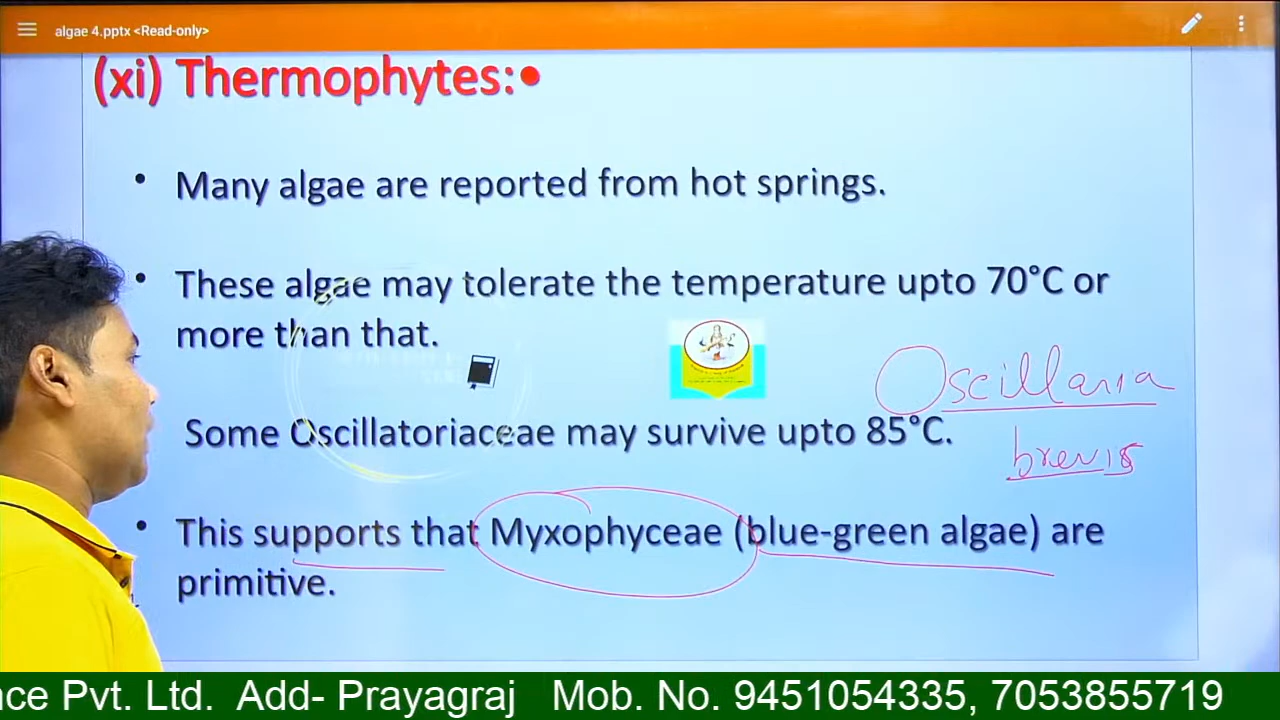 algae 4.pptx <Read-only>
(xi) Thermophytes:•
• Many algae are reported from hot springs.
• These algae may tolerate the temperature upto 70°C or
more than that.
Oscillaria
Some Oscillatoriaceae may survive upto 85°C.
brevis
• This supports that Myxophyceae (blue-green algae) are
primitive.
nce Pvt. Ltd. Add- Prayagraj Mob. No. 9451054335, 7053855719